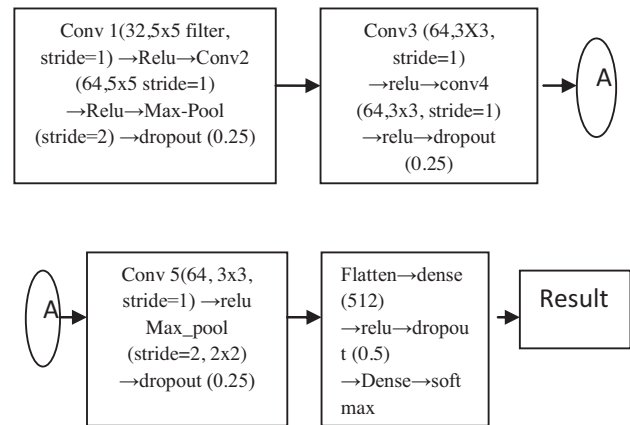 Conv 1(32,5x5 filter,
stride=1) →Relu→Conv2
(64,5x5 stride=1)
→Relu→Max-Pool
(stride=2) →dropout (0.25)
Conv3 (64,3X3,
stride=1)
→relu→conv4
(64,3x3, stride=1)
→relu→dropout
(0.25)
A
A
Conv 5(64, 3x3,
stride=1) →relu
Max_pool
(stride=2, 2x2)
→dropout (0.25)
Flatten→dense
(512)
→relu→dropou
t (0.5)
→Dense→soft
max
Result